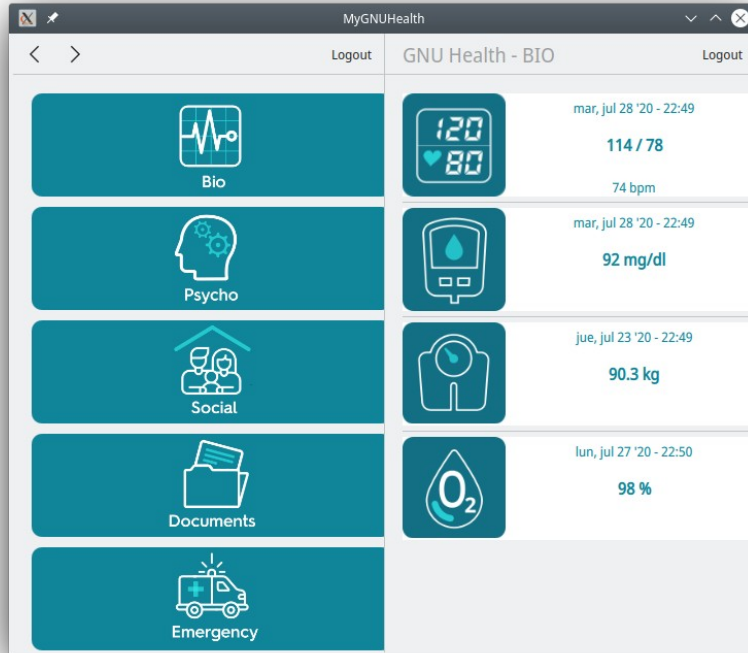 MyGNUHealth
Logout
Bio
Psycho
Social
Documents
Emergency
GNU Health - BIO
Logout
120
80
mar, jul 28 '20 - 22:49
114 / 78
74 bpm
mar, jul 28 '20 - 22:49
92 mg/dl
jue, jul 23 '20 - 22:49
90.3 kg
O2
lun, jul 27 '20 - 22:50
98 %